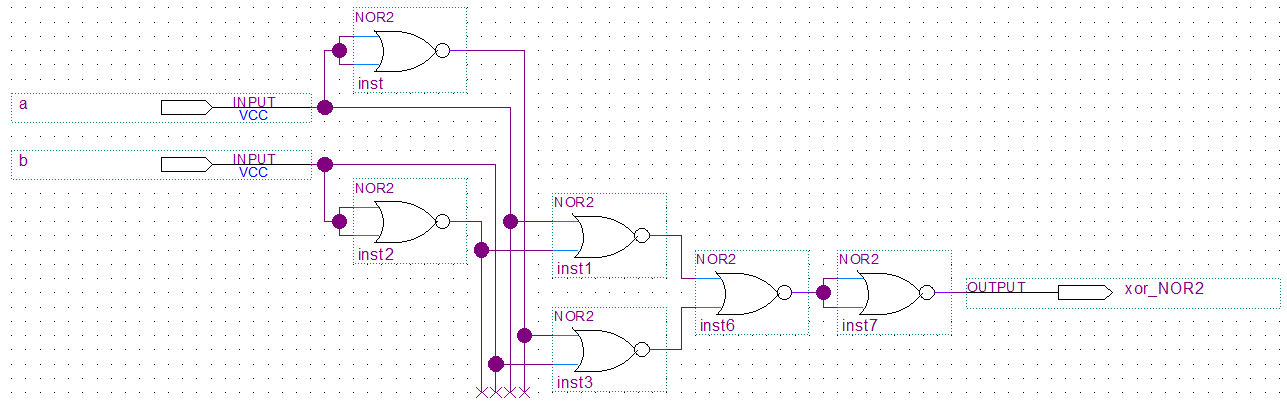 NOR2
inst
a
INPUT
VCC
b
INPUT
VCC
NOR2
inst2
NOR2
inst1
NOR2
inst6
NOR2
inst7
OUTPUT
xor_NOR2
NOR2
inst3